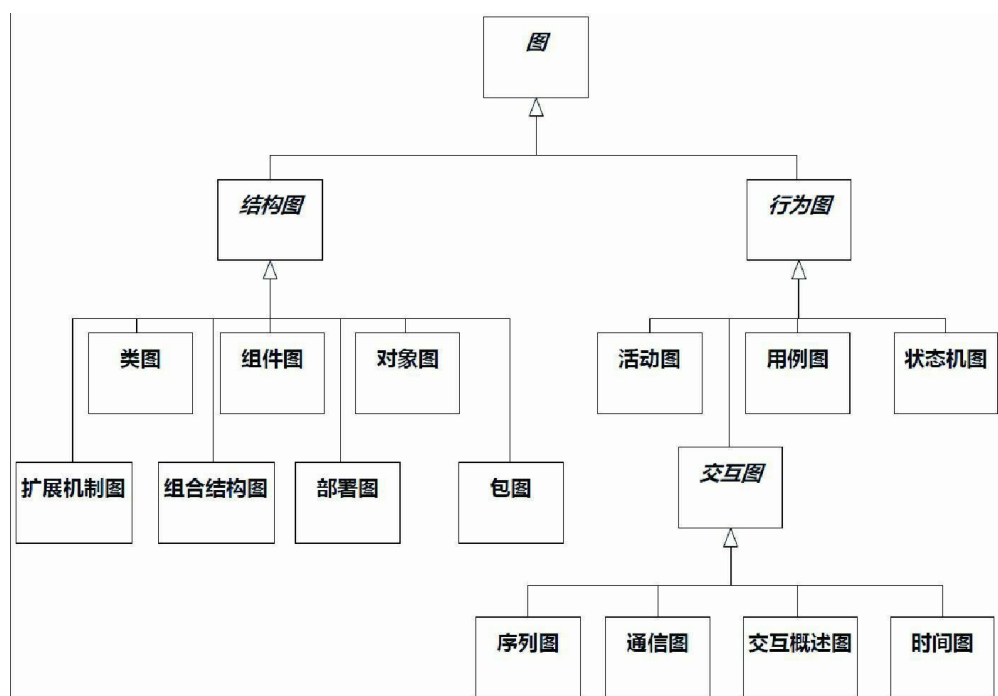 图
结构图
行为图
类图
组件图
对象图
活动图
用例图
状态机图
扩展机制图
组合结构图
部署图
包图
交互图
序列图
通信图
交互概述图
时间图